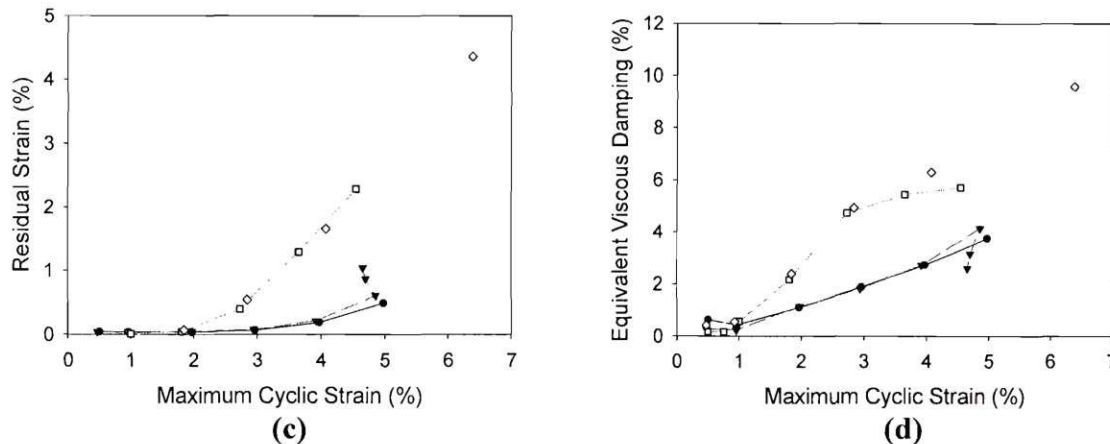 5
4
3
2
1
0
Residual Strain (%)
0 1 2 3 4 5 6 7
Maximum Cyclic Strain (%)
(c)
12
10
8
6
4
2
0
Equivalent Viscous Damping (%)
0 1 2 3 4 5 6 7
Maximum Cyclic Strain (%)
(d)